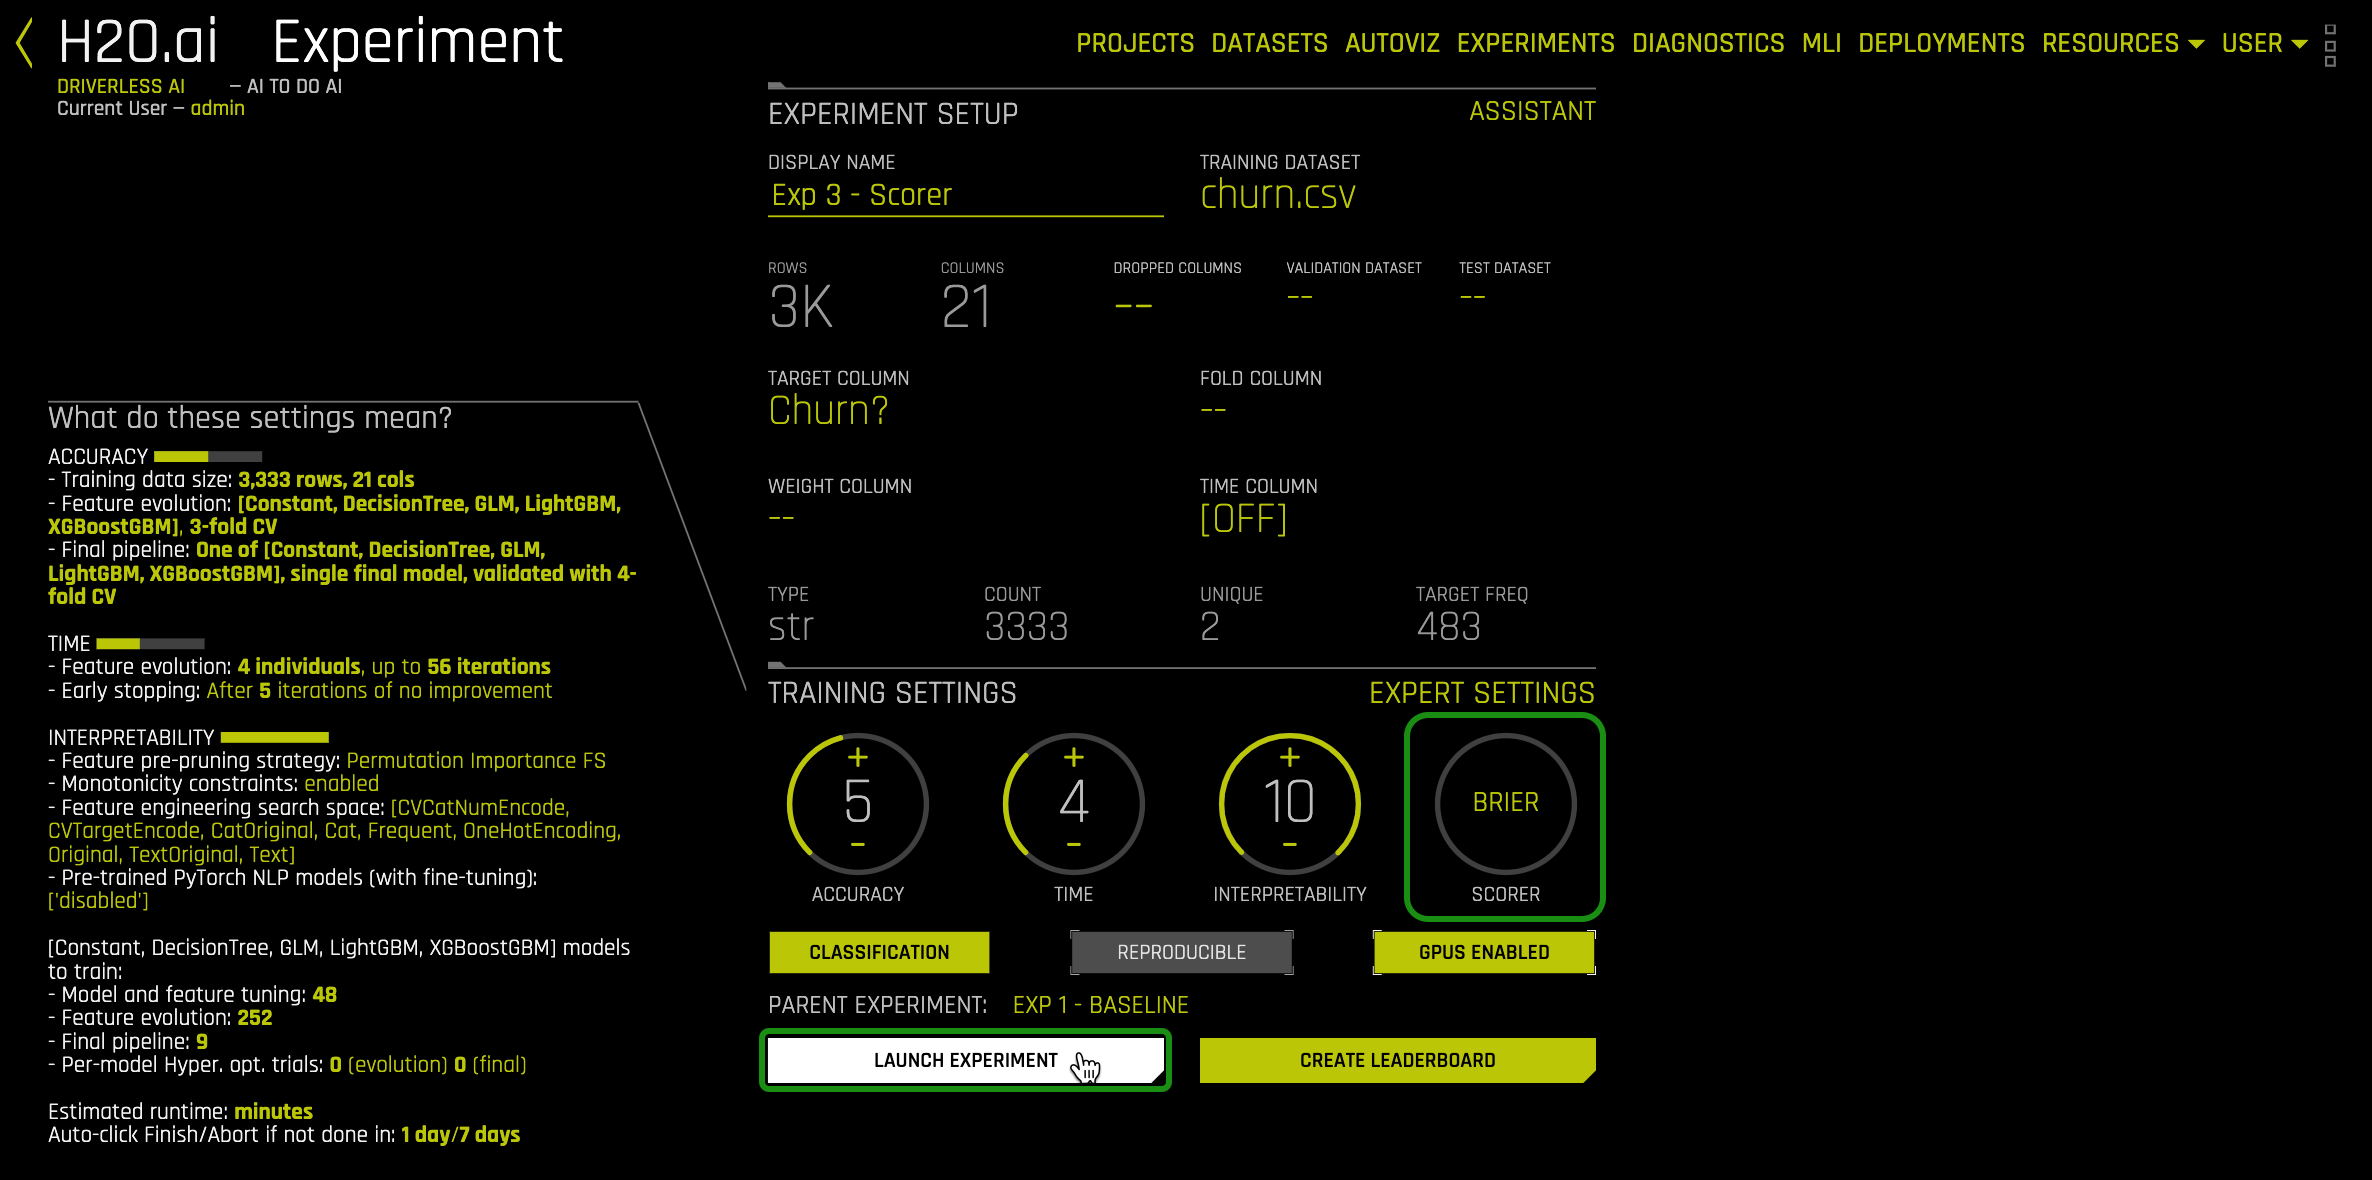 H2O.ai Experiment
DRIVERLESS AI — AI TO DO AI
Current User — admin
PROJECTS DATASETS AUTOVIZ EXPERIMENTS DIAGNOSTICS MLI DEPLOYMENTS RESOURCES USER
EXPERIMENT SETUP
ASSISTANT
DISPLAY NAME
Exp 3 - Scorer
TRAINING DATASET
churn.csv
ROWS
3K
COLUMNS
21
DROPPED COLUMNS
--
VALIDATION DATASET
--
TEST DATASET
--
TARGET COLUMN
Churn?
FOLD COLUMN
--
WEIGHT COLUMN
--
TIME COLUMN
[OFF]
TYPE
str
COUNT
3333
UNIQUE
2
TARGET FREQ
483
What do these settings mean?
ACCURACY
- Training data size: 3,333 rows, 21 cols
- Feature evolution: [Constant, DecisionTree, GLM, LightGBM,
XGBoostGBM], 3-fold CV
- Final pipeline: One of [Constant, DecisionTree, GLM,
LightGBM, XGBoostGBM], single final model, validated with 4-
fold CV
TIME
- Feature evolution: 4 individuals, up to 56 iterations
- Early stopping: After 5 iterations of no improvement
INTERPRETABILITY
- Feature pre-pruning strategy: Permutation Importance FS
- Monotonicity constraints: enabled
- Feature engineering search space: [CVCatNumEncode,
CVTargetEncode, CatOriginal, Cat, Frequent, OneHotEncoding,
Original, TextOriginal, Text]
- Pre-trained PyTorch NLP models (with fine-tuning):
['disabled']
[Constant, DecisionTree, GLM, LightGBM, XGBoostGBM] models
to train:
- Model and feature tuning: 48
- Feature evolution: 252
- Final pipeline: 9
- Per-model Hyper. opt. trials: 0 (evolution) 0 (final)
Estimated runtime: minutes
Auto-click Finish/Abort if not done in: 1 day/7 days
TRAINING SETTINGS
EXPERT SETTINGS
+
5
-
ACCURACY
+
4
-
TIME
+
10
-
INTERPRETABILITY
BRIER
SCORER
CLASSIFICATION
REPRODUCIBLE
GPUS ENABLED
PARENT EXPERIMENT: EXP 1 - BASELINE
LAUNCH EXPERIMENT
CREATE LEADERBOARD